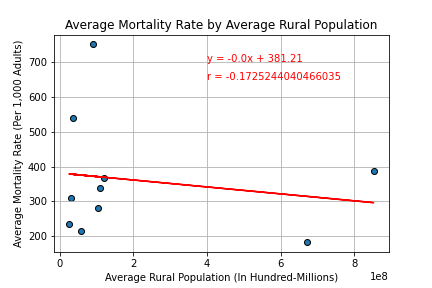 Average Mortality Rate by Average Rural Population
y = -0.0x + 381.21
r = -0.1725244040466035
Average Mortality Rate (Per 1,000 Adults)
700
600
500
400
300
200
0
2
4
6
8
1e8
Average Rural Population (In Hundred-Millions)